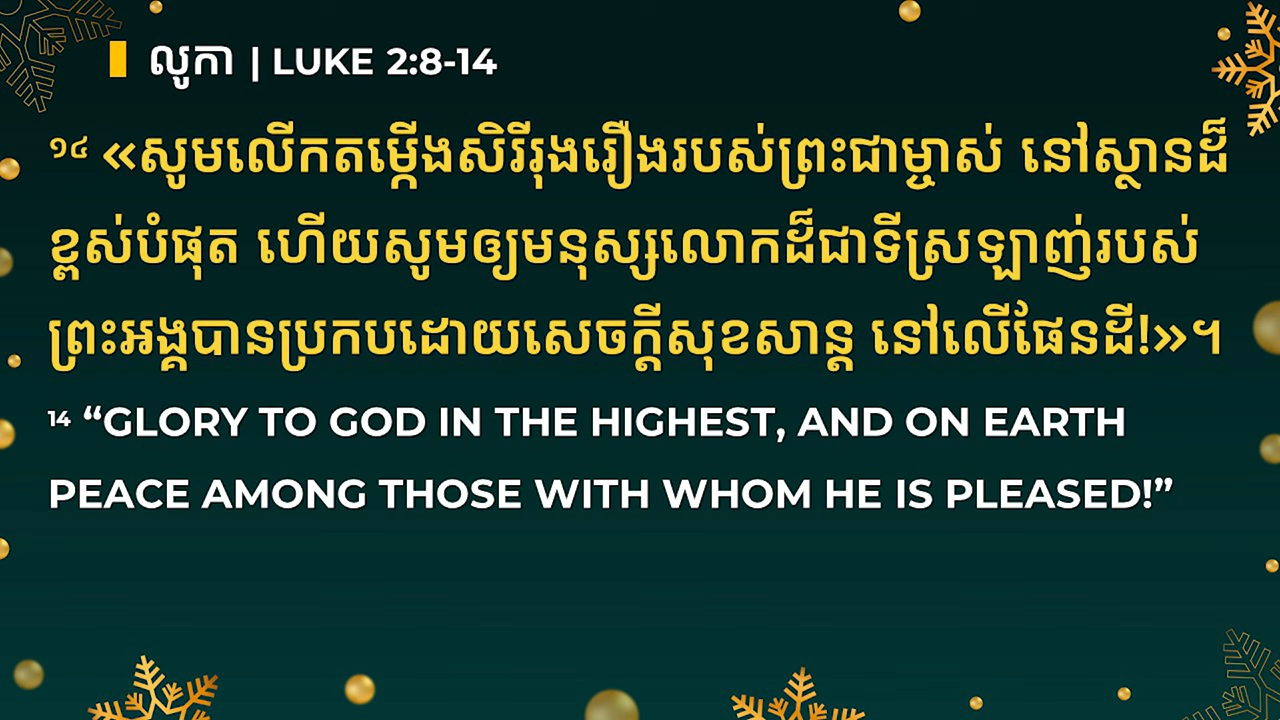 លូកា | LUKE 2:8-14
១៤ «សូមលើកតម្កើងសិរីរុងរឿងរបស់ព្រះជាម្ចាស់ នៅស្ថានដ៏
ខ្ពស់បំផុត ហើយសូមឲ្យមនុស្សលោកដ៏ជាទីស្រឡាញ់របស់
ព្រះអង្គបានប្រកបដោយសេចក្ដីសុខសាន្ត នៅលើផែនដី!»។
14 “GLORY TO GOD IN THE HIGHEST, AND ON EARTH
PEACE AMONG THOSE WITH WHOM HE IS PLEASED!”